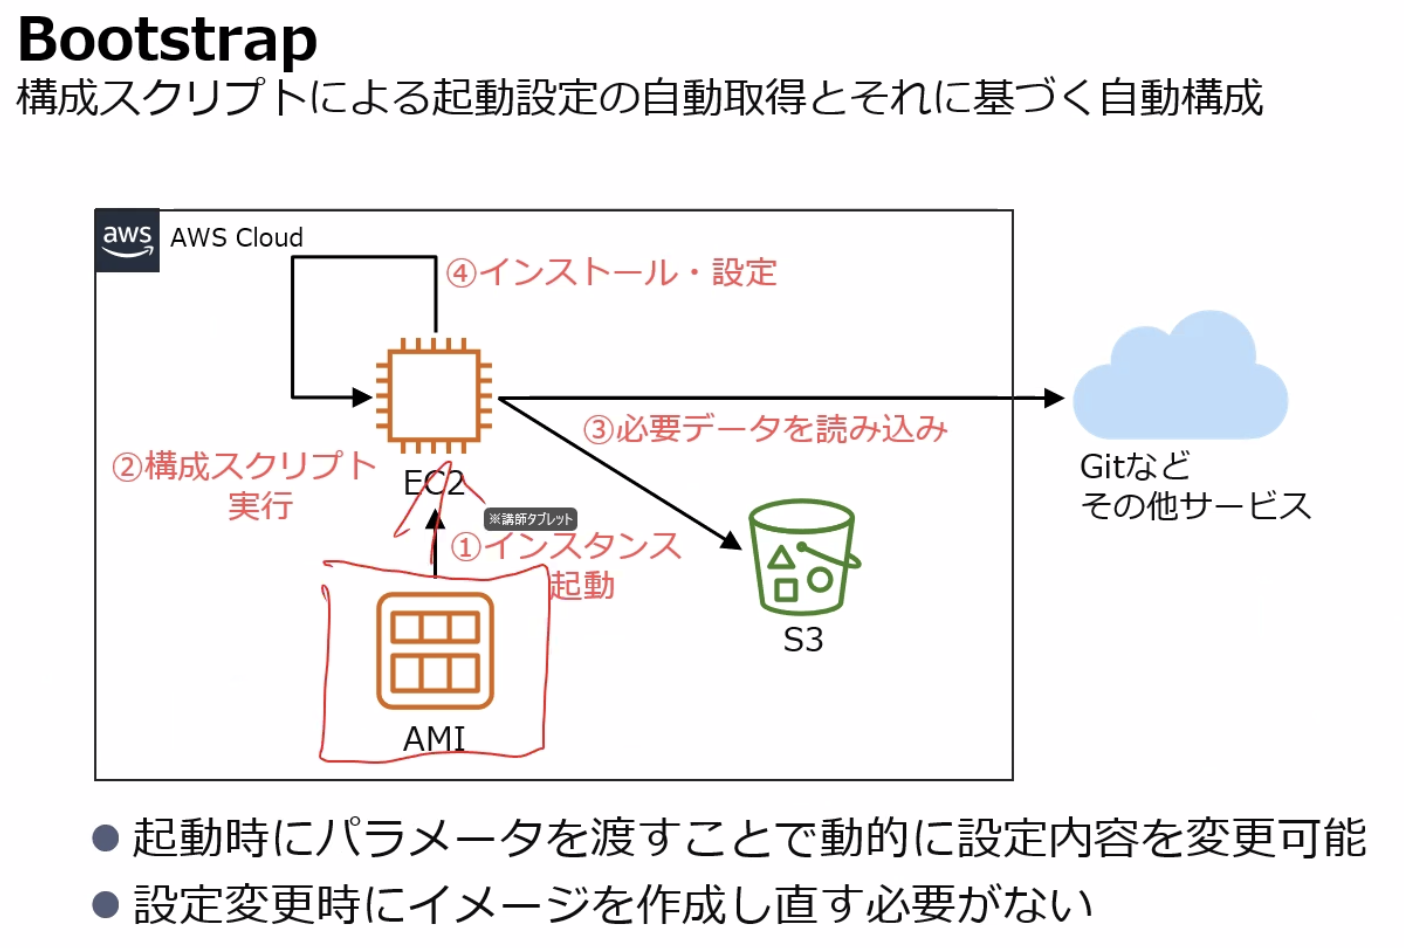 Bootstrap
構成スクリプトによる起動設定の自動取得とそれに基づく自動構成
aws
AWS Cloud
④インストール・設定
③必要データを読み込み
②構成スクリプト
実行
EC2
※講師タブレット
①インスタンス
起動
AMI
S3
Gitなど
その他サービス
起動時にパラメータを渡すことで動的に設定内容を変更可能
設定変更時にイメージを作成し直す必要がない